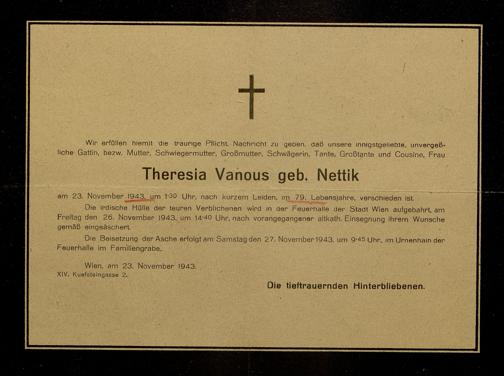 Wir erfüllen hiemit die traurige Pflicht, Nachricht zu geben, daß unsere innigstgeliebte, unvergeß-
liche Gattin, bezw. Mutter, Schwiegermutter, Großmutter, Schwägerin, Tante, Großtante und Cousine, Frau
Theresia Vanous geb. Nettik
am 23. November 1943, um 1·30 Uhr, nach kurzem Leiden, im 79. Lebensjahre, verschieden ist.
Die irdische Hülle der teuren Verblichenen wird in der Feuerhalle der Stadt Wien aufgebahrt, am
Freitag den 26. November 1943, um 14·40 Uhr, nach vorangegangener altkath. Einsegnung ihrem Wunsche
gemäß eingeäschert.
Die Beisetzung der Asche erfolgt am Samstag den 27. November 1943, um 9·45 Uhr, im Urnenhain der
Feuerhalle im Familiengrabe.
Wien, am 23. November 1943.
XIV. Kuefsteingasse 2.
Die tieftrauernden Hinterbliebenen.